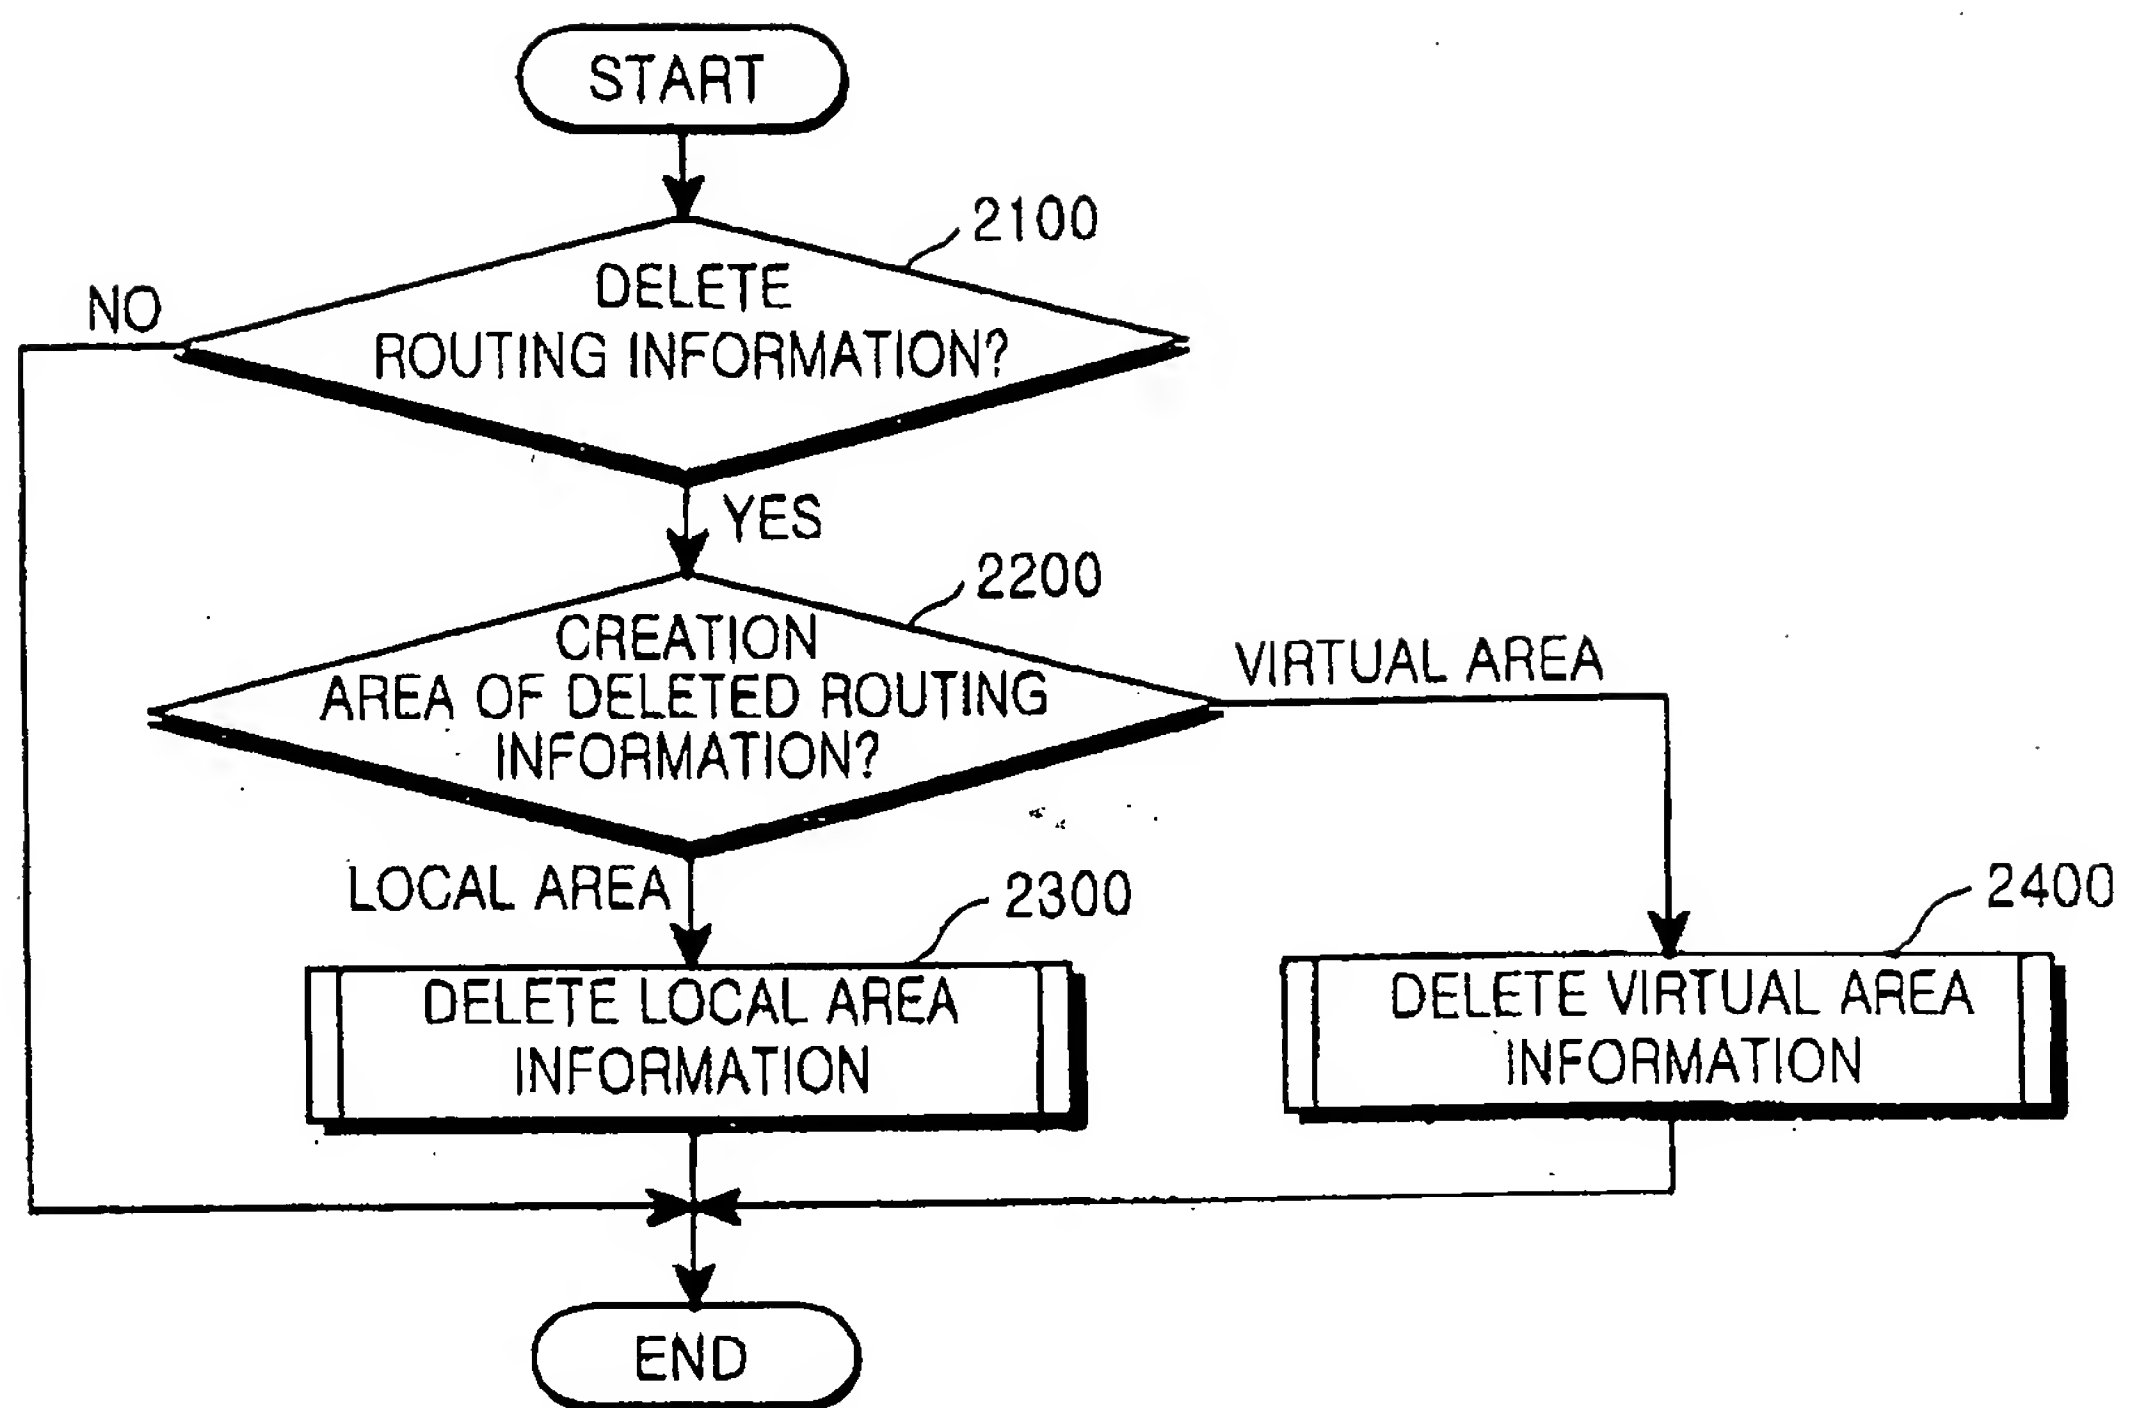 START
2100
DELETE
ROUTING INFORMATION?
NO
YES
2200
CREATION
AREA OF DELETED ROUTING
INFORMATION?
VIRTUAL AREA
LOCAL AREA
2300
2400
DELETE LOCAL AREA
INFORMATION
DELETE VIRTUAL AREA
INFORMATION
END